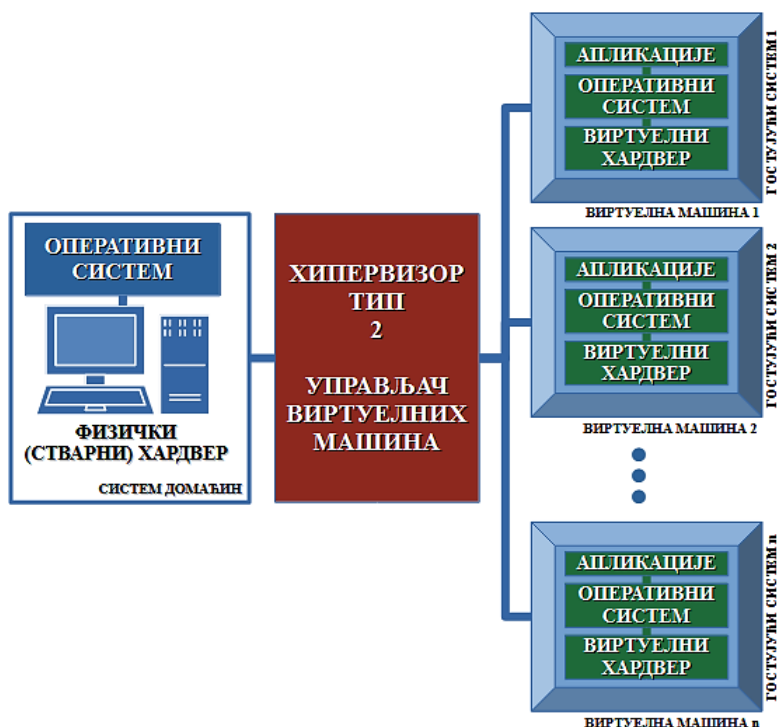 ОПЕРАТИВНИ
СИСТЕМ
ФИЗИЧКИ
(СТВАРНИ) ХАРДВЕР
СИСТЕМ ДОМАЋИН
ХИПЕРВИЗОР
ТИП
2
УПРАВЉАЧ
ВИРТУЕЛНИХ
МАШИНА
АПЛИКАЦИЈЕ
ОПЕРАТИВНИ
СИСТЕМ
ВИРТУЕЛНИ
ХАРДВЕР
ГОСТУЈУЋИ СИСТЕМ 1
ВИРТУЕЛНА МАШИНА 1
АПЛИКАЦИЈЕ
ОПЕРАТИВНИ
СИСТЕМ
ВИРТУЕЛНИ
ХАРДВЕР
ГОСТУЈУЋИ СИСТЕМ 2
ВИРТУЕЛНА МАШИНА 2
АПЛИКАЦИЈЕ
ОПЕРАТИВНИ
СИСТЕМ
ВИРТУЕЛНИ
ХАРДВЕР
ГОСТУЈУЋИ СИСТЕМ n
ВИРТУЕЛНА МАШИНА n